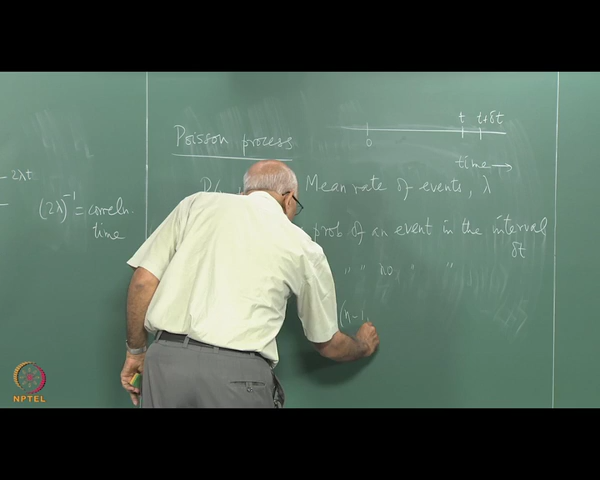 - 2λt
(2λ)⁻¹ = correln.
time
Poisson process
0 t t+δt
time →
P( Mean rate of events, λ
prob of an event in the interval
δt
" " no " "
(n-1,
NPTEL